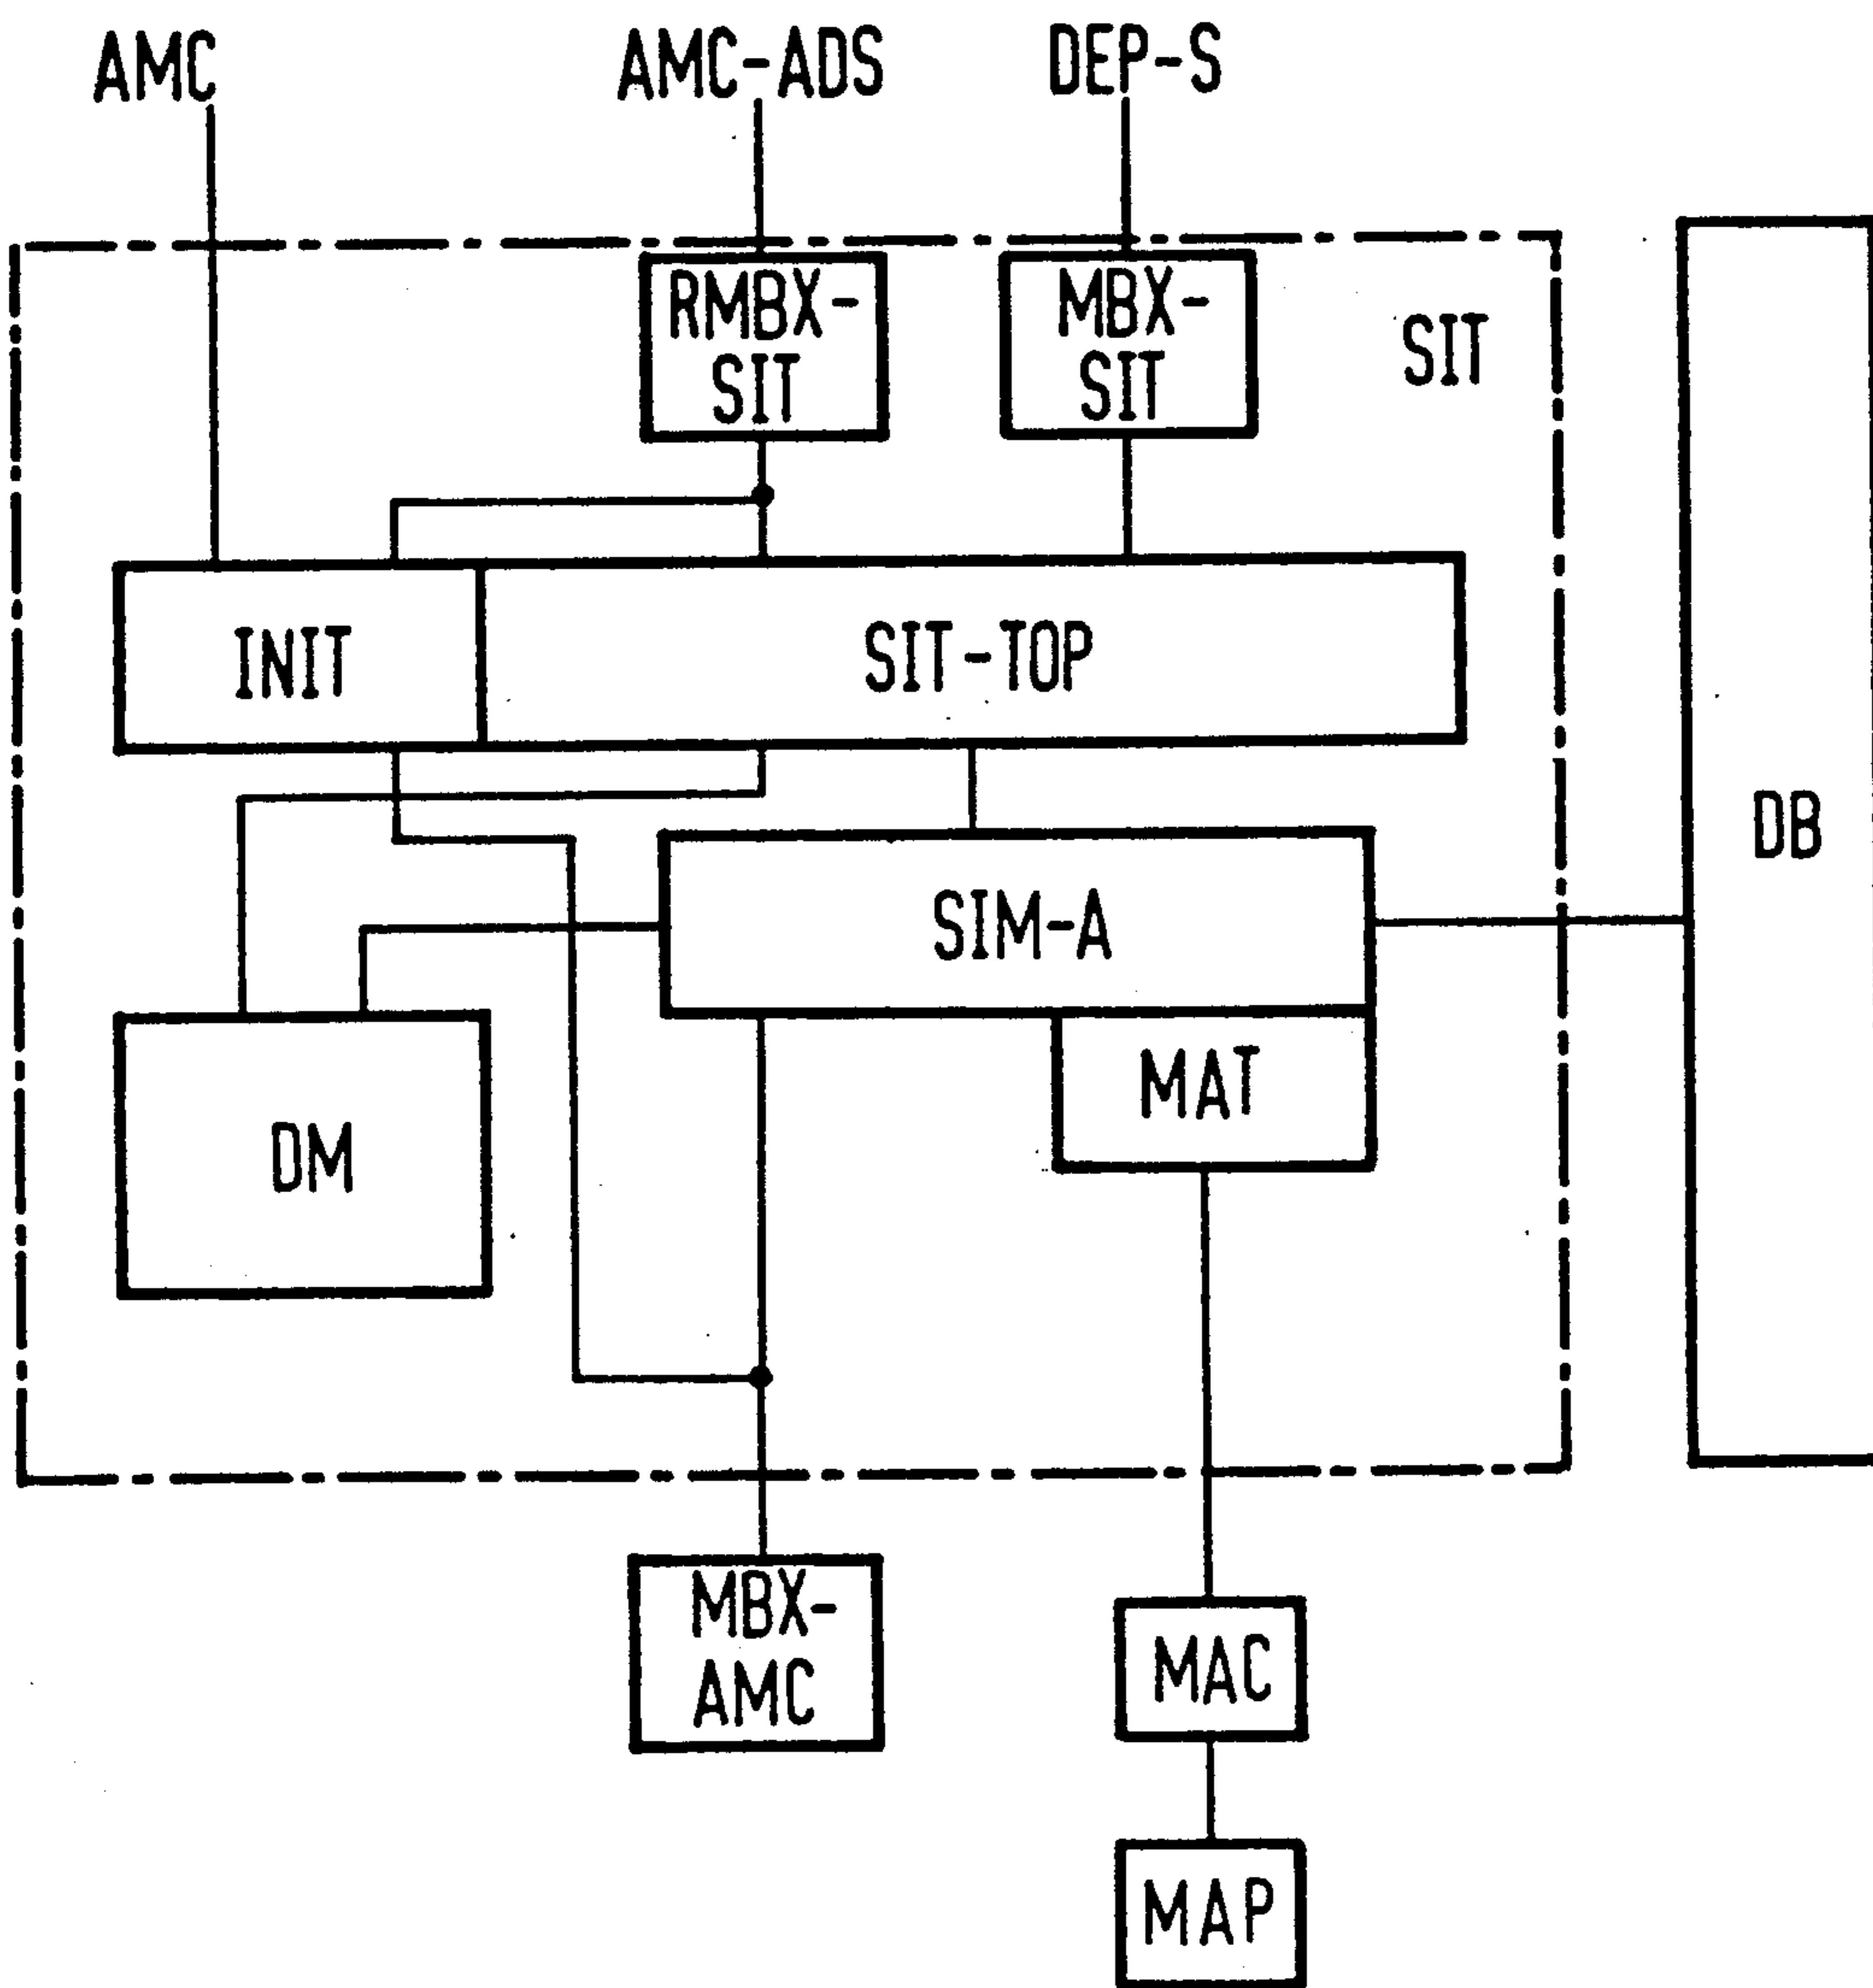 AMC
AMC-ADS
DEP-S
RMBX-
SIT
MBX-
SIT
SIT
INIT
SIT-TOP
DB
SIM-A
MAT
DM
MBX-
AMC
MAC
MAP